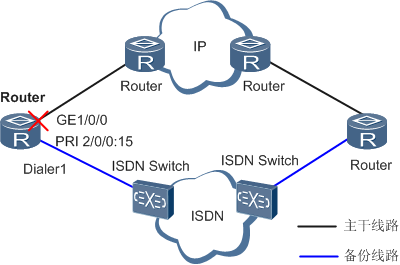 IP
Router
Router
Router
GE1/0/0
PRI 2/0/0:15
Dialer1
ISDN Switch
ISDN Switch
Router
ISDN
主干线路
备份线路
R
R
R
R